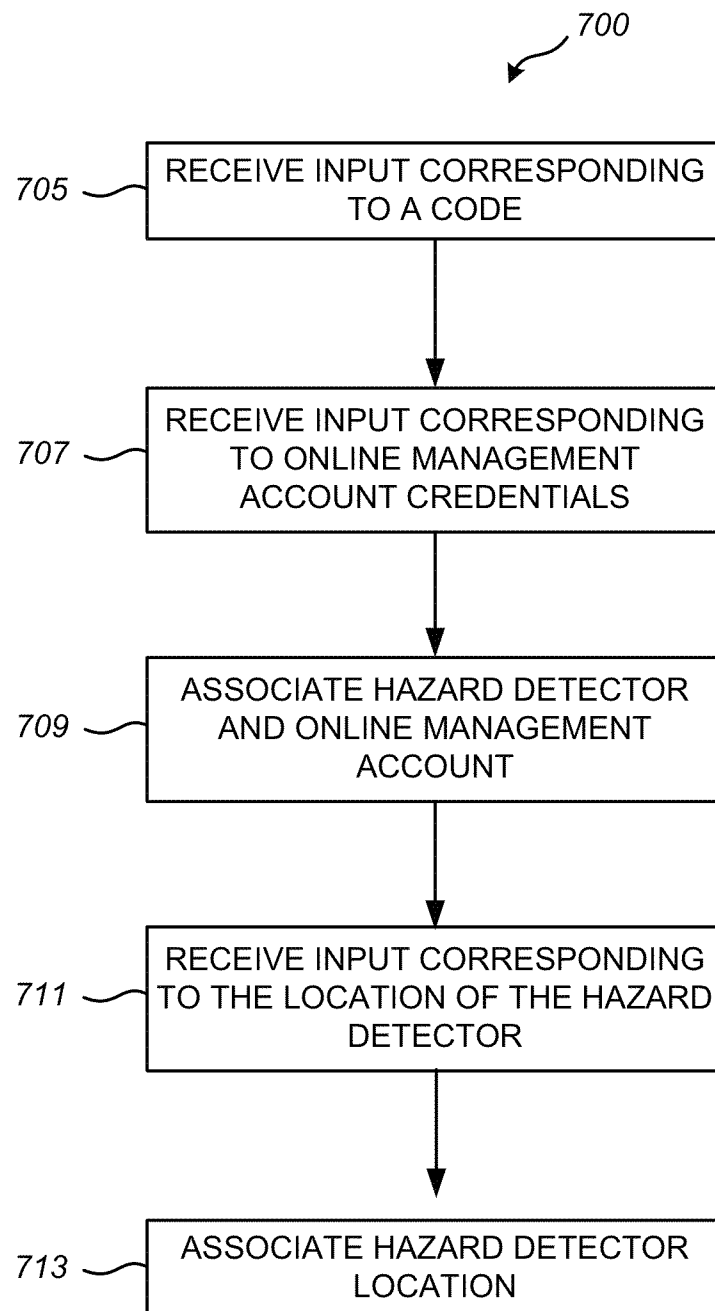 700
705
RECEIVE INPUT CORRESPONDING
TO A CODE
707
RECEIVE INPUT CORRESPONDING
TO ONLINE MANAGEMENT
ACCOUNT CREDENTIALS
709
ASSOCIATE HAZARD DETECTOR
AND ONLINE MANAGEMENT
ACCOUNT
711
RECEIVE INPUT CORRESPONDING
TO THE LOCATION OF THE HAZARD
DETECTOR
713
ASSOCIATE HAZARD DETECTOR
LOCATION